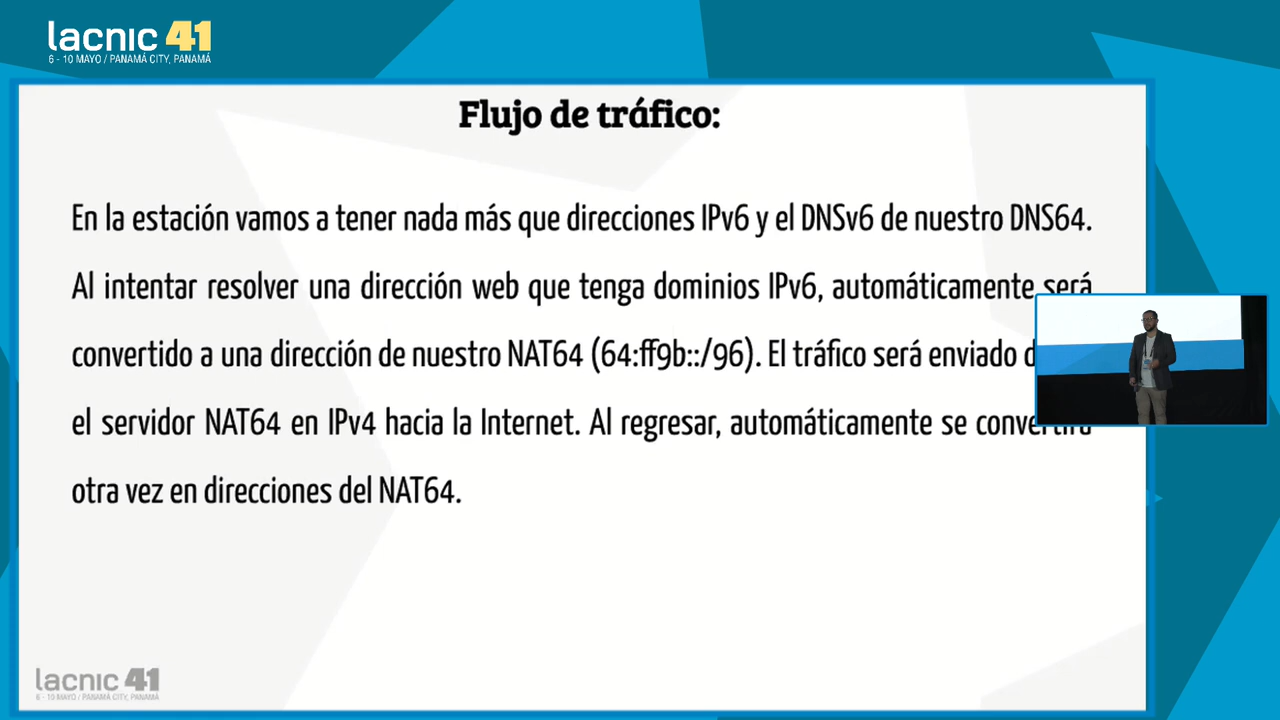 lacnic 41
6 - 10 MAYO / PANAMÁ CITY, PANAMÁ
Flujo de tráfico:
En la estación vamos a tener nada más que direcciones IPv6 y el DNSv6 de nuestro DNS64.
Al intentar resolver una dirección web que tenga dominios IPv6, automáticamente será
convertido a una dirección de nuestro NAT64 (64:ff9b::/96). El tráfico será enviado
el servidor NAT64 en IPv4 hacia la Internet. Al regresar, automáticamente se convertirá
otra vez en direcciones del NAT64.
lacnic 41
6 - 10 MAYO / PANAMÁ CITY, PANAMÁ